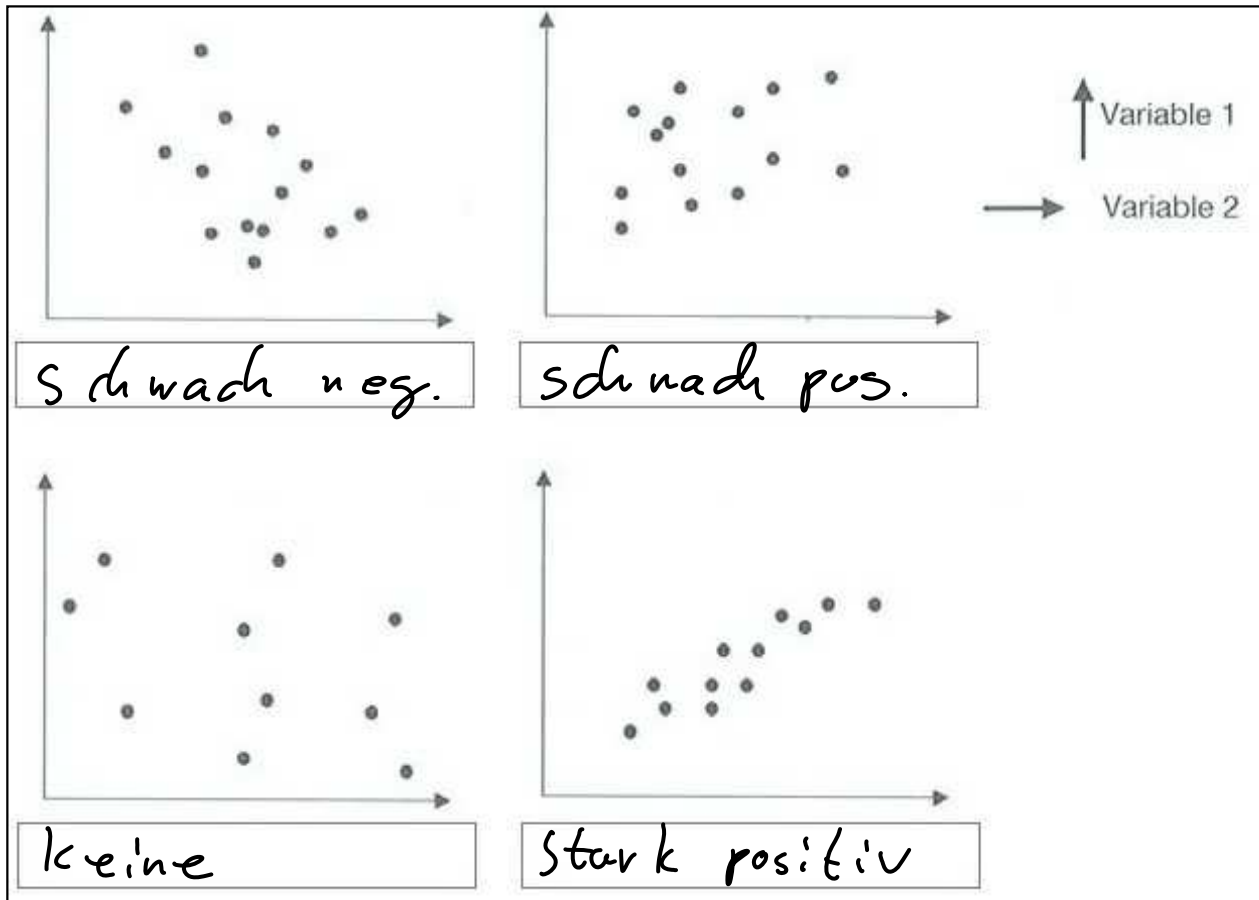 Variable 1
Variable 2
schwach neg.
schwach pos.
keine
stark positiv